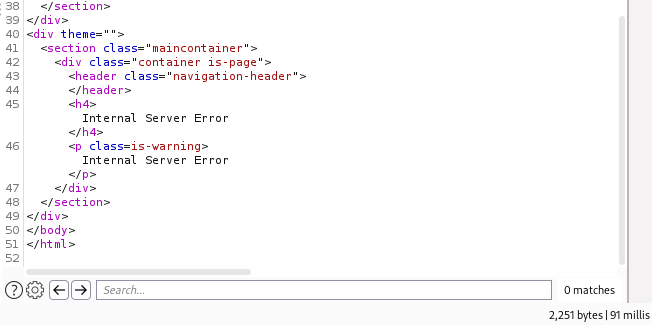 38 </section>
39 </div>
40 <div theme="">
41 <section class="maincontainer">
42 <div class="container is-page">
43 <header class="navigation-header">
44 </header>
45 <h4>
Internal Server Error
</h4>
46 <p class=is-warning>
Internal Server Error
</p>
47 </div>
48 </section>
49 </div>
50 </body>
51 </html>
52
Search...
0 matches
2,251 bytes | 91 millis